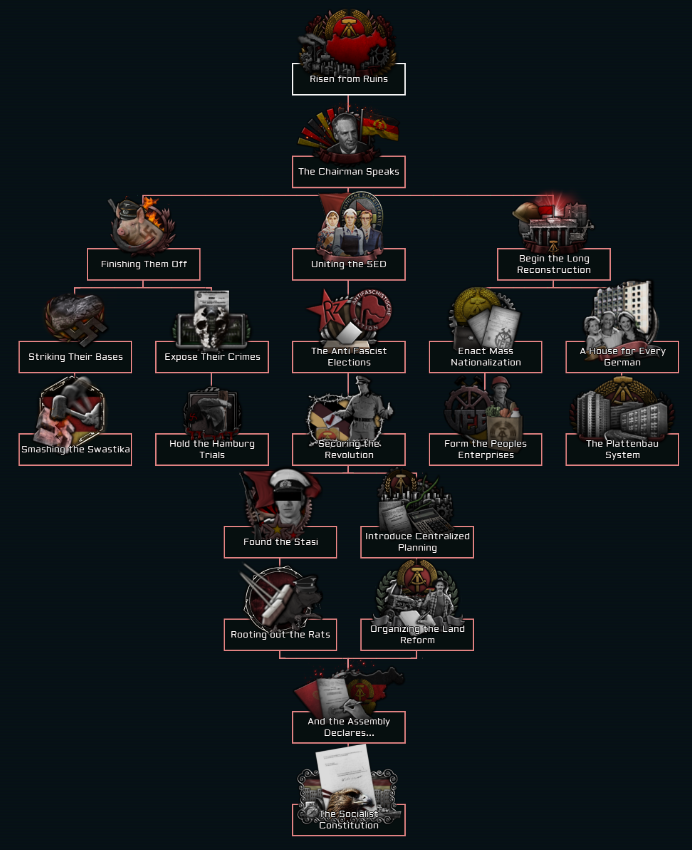 Risen from Ruins
The Chairman Speaks
Finishing Them Off
Uniting the SED
Begin the Long
Reconstruction
Striking Their Bases
Expose Their Crimes
The Anti Fascist
Elections
Enact Mass
Nationalization
A House for Every
German
Smashing the Swastika
Hold the Hamburg
Trials
Securing the
Revolution
Form the Peoples
Enterprises
The Plattenbau
System
Found the Stasi
Introduce Centralized
Planning
Rooting out the Rats
Organizing the Land
Reform
And the Assembly
Declares...
The Socialist
Constitution